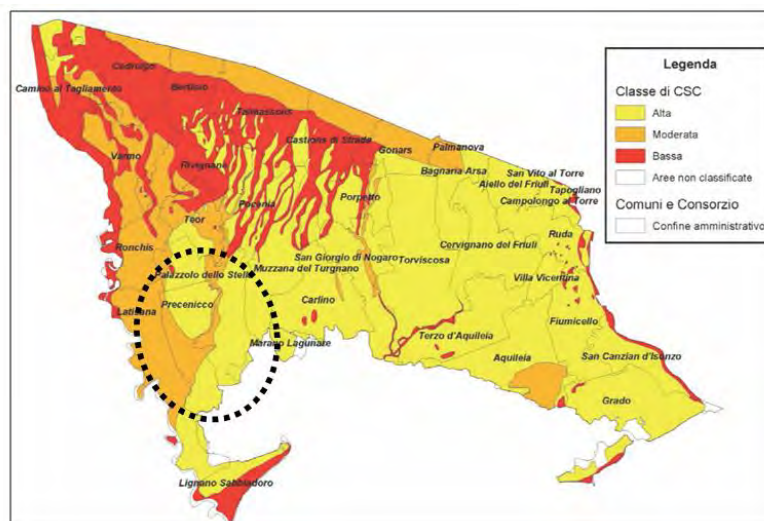 Codroipo
Camino al Tagliamento
Bertiolo
Talmassons
Castions di Strada
Gonars
Palmanova
Varmo
Rivignano
Bagnaria Arsa
San Vito al Torre
Aiello del Friuli
Tapogliano
Campolongo al Torre
Pocenia
Porpetto
Teor
Ronchis
San Giorgio di Nogaro
Cervignano del Friuli
Ruda
Palazzolo dello Stella
Muzzana del Turgnano
Torviscosa
Villa Vicentina
Latisana
Precenicco
Carlino
Fiumicello
Marano Lagunare
Terzo d'Aquileia
Aquileia
San Canzian d'Isonzo
Grado
Lignano Sabbiadoro
Legenda
Classe di CSC
Alta
Moderata
Bassa
Aree non classificate
Comuni e Consorzio
Confine amministrativo